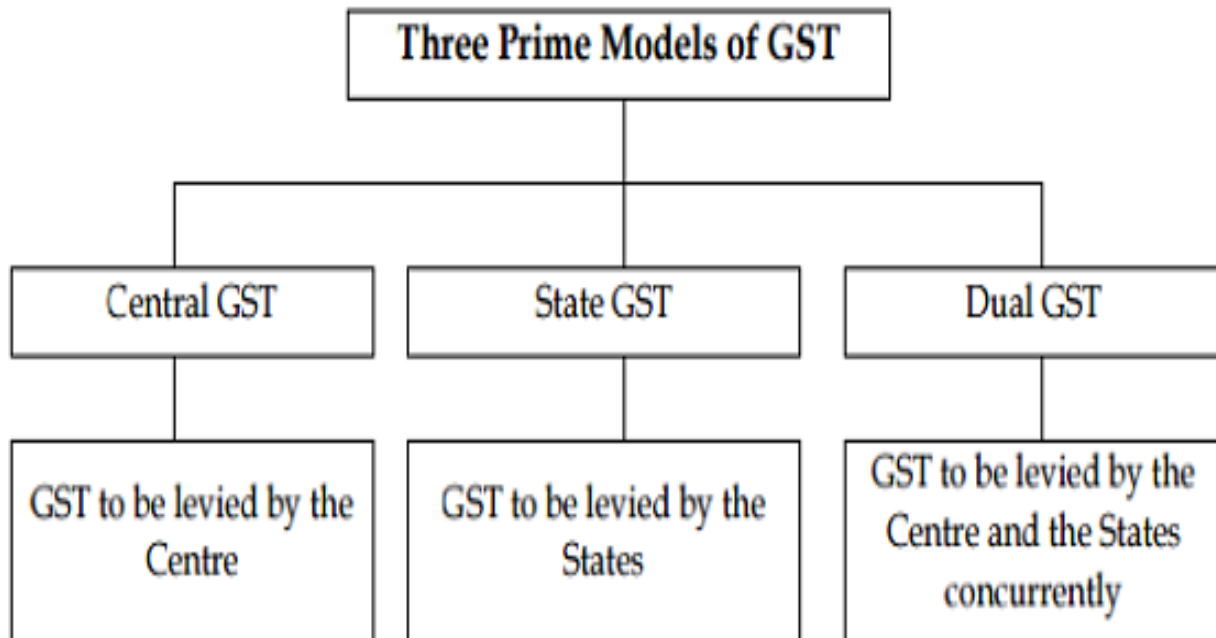 Three Prime Models of GST
Central GST
State GST
Dual GST
GST to be levied by the
Centre
GST to be levied by the
States
GST to be levied by the
Centre and the States
concurrently